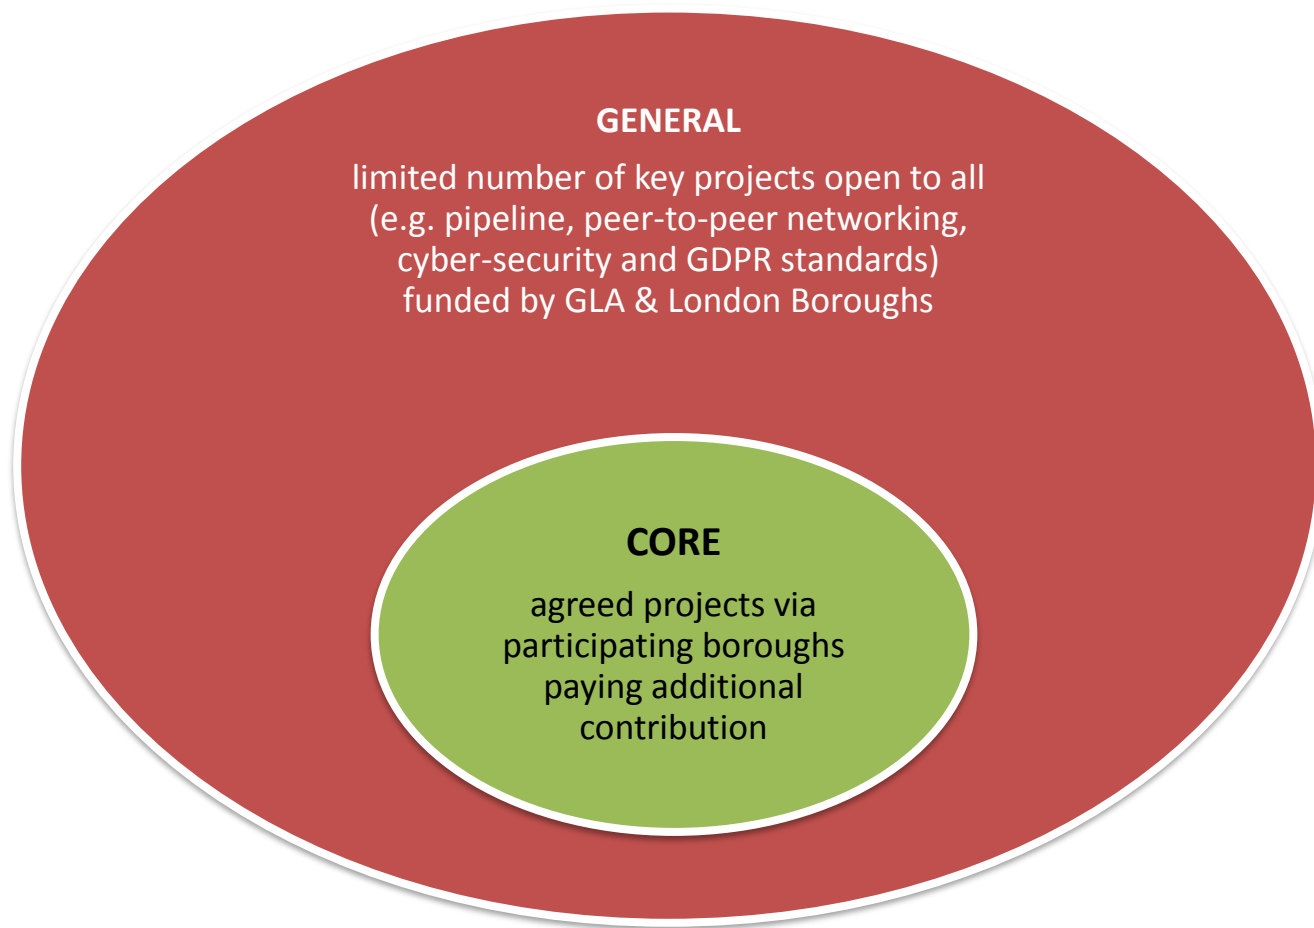 GENERAL
limited number of key projects open to all
(e.g. pipeline, peer-to-peer networking,
cyber-security and GDPR standards)
funded by GLA & London Boroughs
CORE
agreed projects via
participating boroughs
paying additional
contribution